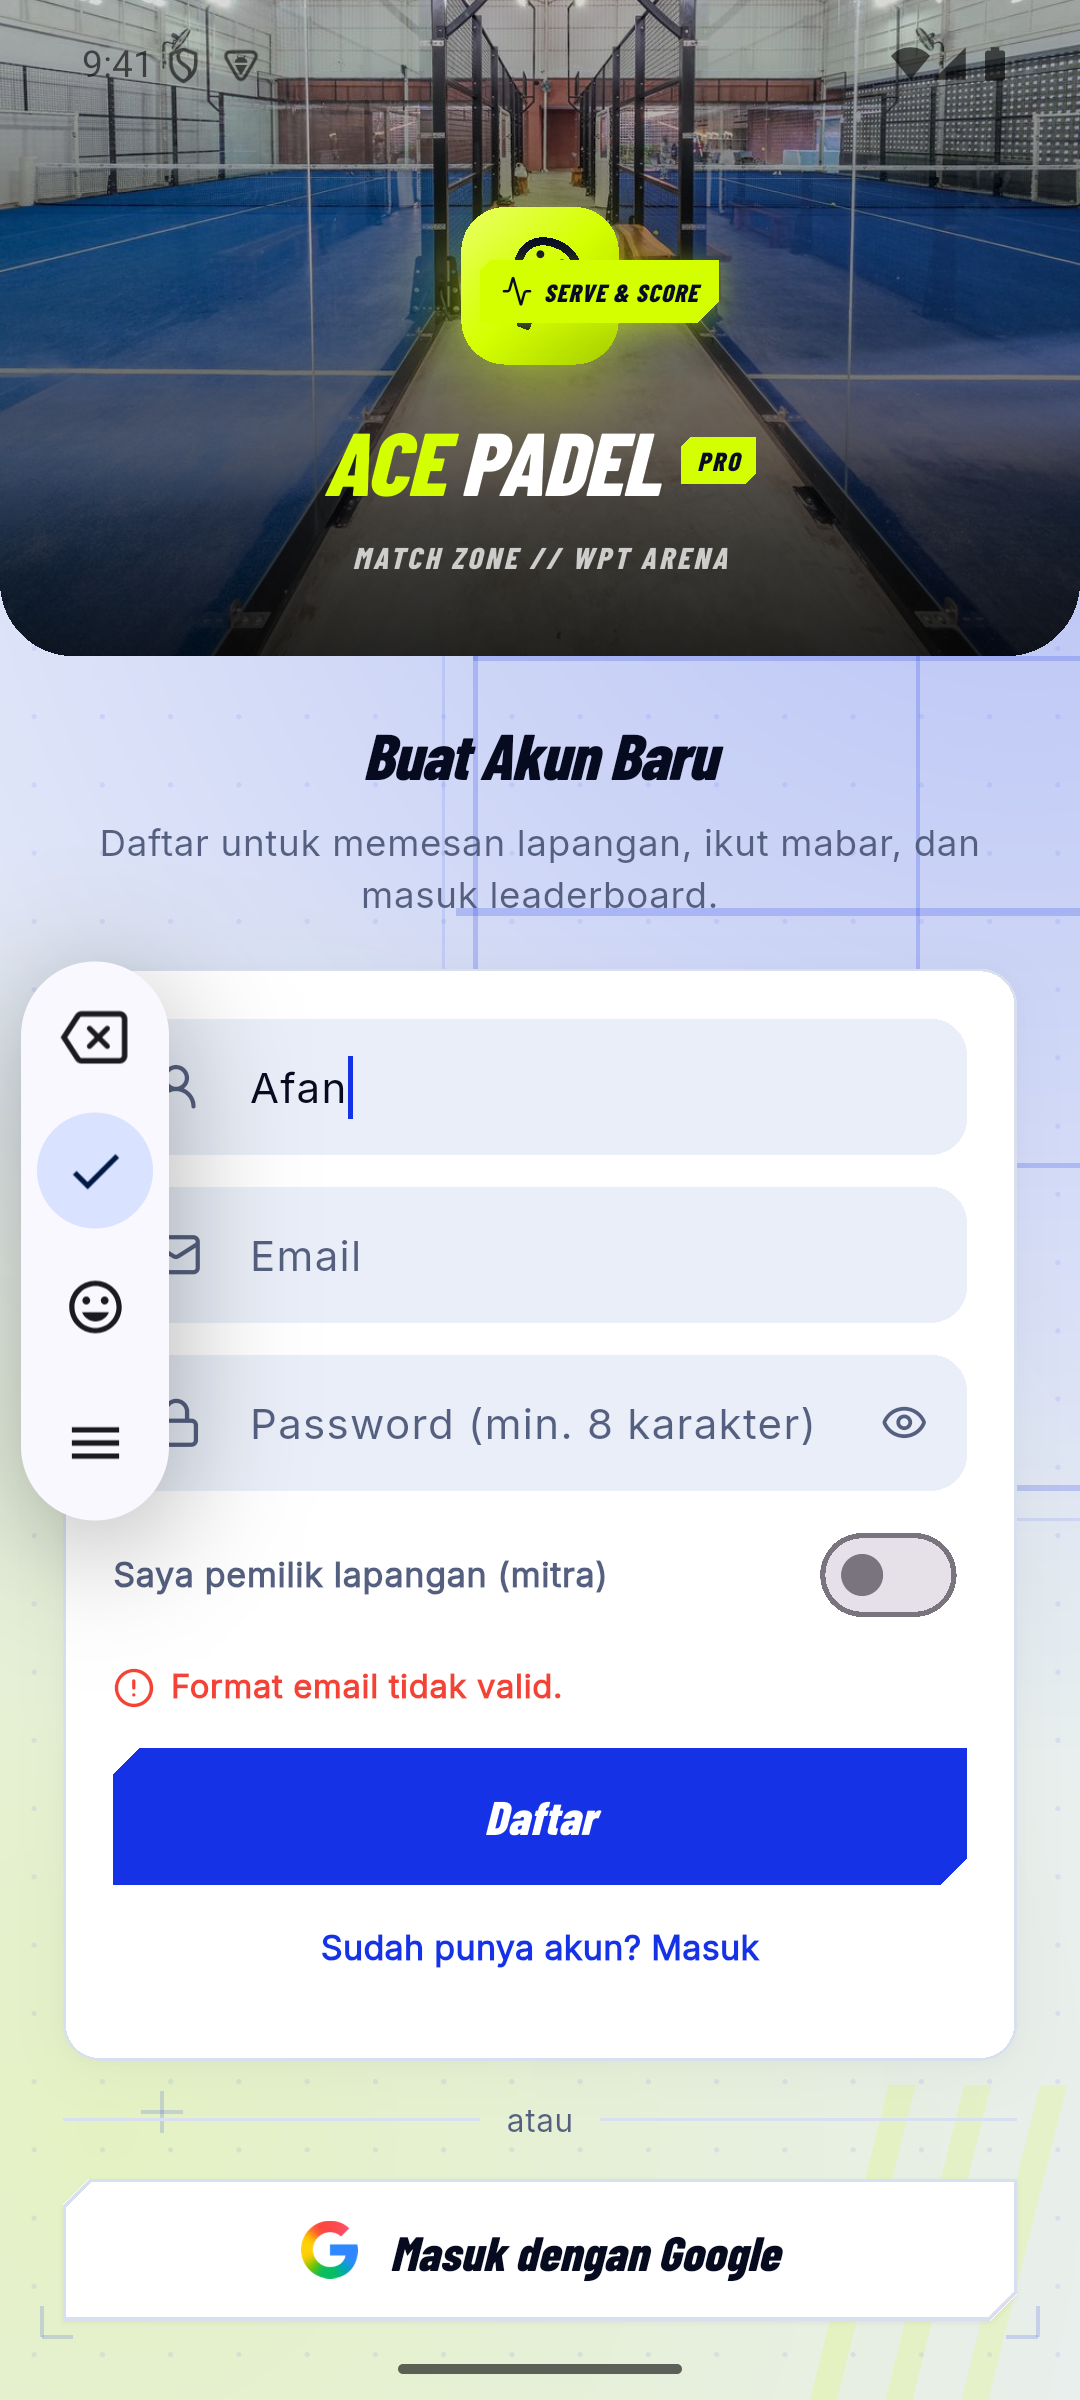 9:41
SERVE & SCORE
ACE PADEL PRO
MATCH ZONE // WPT ARENA
Buat Akun Baru
Daftar untuk memesan lapangan, ikut mabar, dan
masuk leaderboard.
Afan
Email
Password (min. 8 karakter)
Saya pemilik lapangan (mitra)
Format email tidak valid.
Daftar
Sudah punya akun? Masuk
atau
Masuk dengan Google